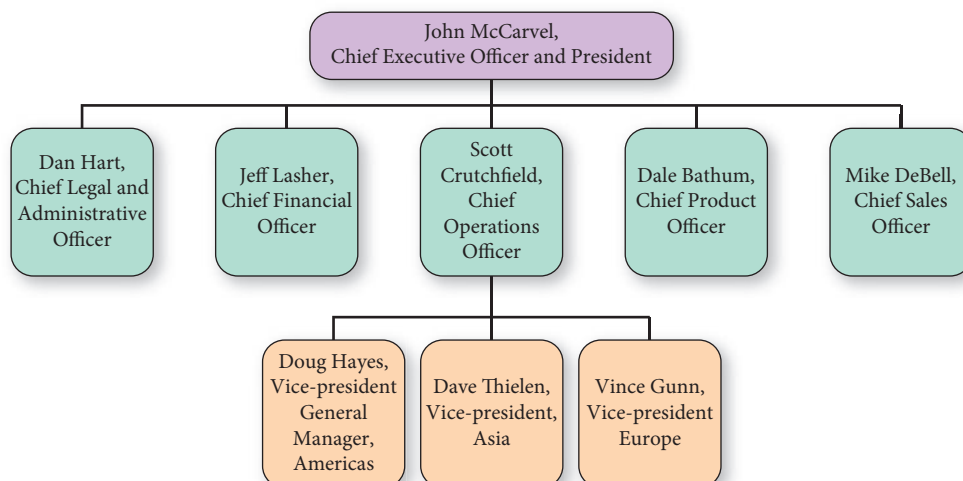 John McCarvel,
Chief Executive Officer and President
Dan Hart,
Chief Legal and
Administrative
Officer
Jeff Lasher,
Chief Financial
Officer
Scott
Crutchfield,
Chief
Operations
Officer
Dale Bathum,
Chief Product
Officer
Mike DeBell,
Chief Sales
Officer
Doug Hayes,
Vice-president
General
Manager,
Americas
Dave Thielen,
Vice-president,
Asia
Vince Gunn,
Vice-president
Europe